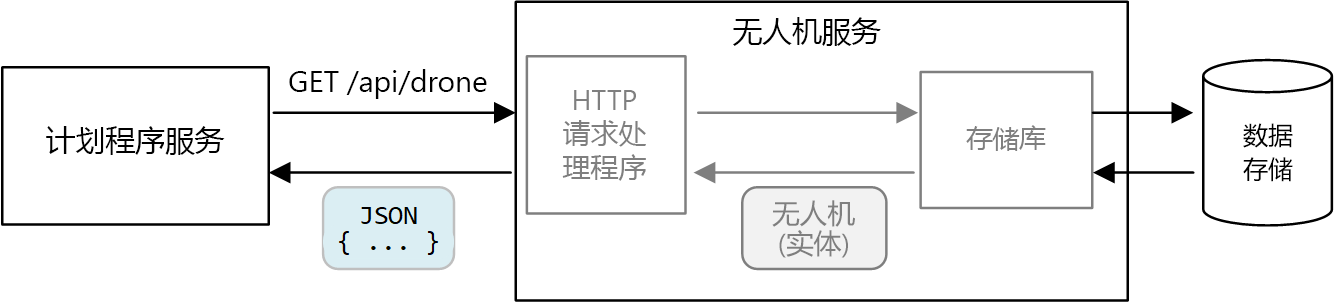 无人机服务
GET /api/drone
计划程序服务
HTTP
请求处
理程序
存储库
数据
存储
JSON
{ ... }
无人机
(实体)